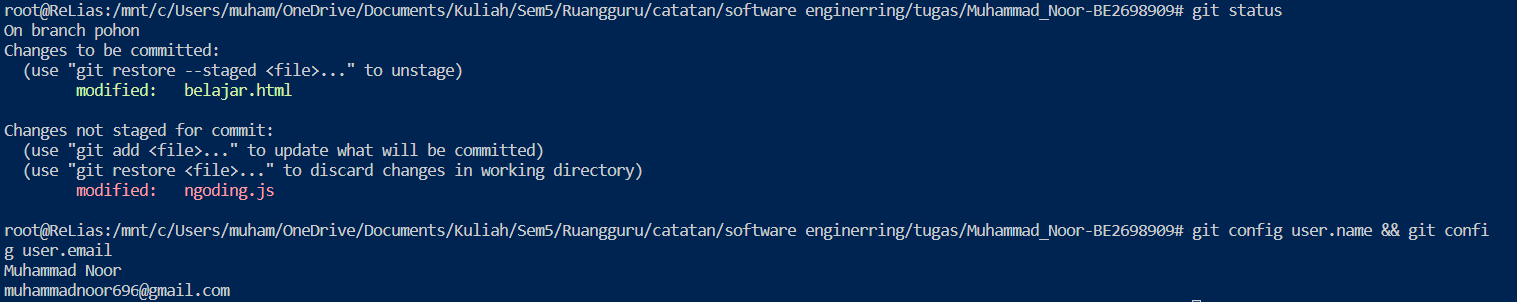 root@ReLias:/mnt/c/Users/muham/OneDrive/Documents/Kuliah/Sem5/Ruangguru/catatan/software enginerring/tugas/Muhammad_Noor-BE2698909# git status
On branch pohon
Changes to be committed:
  (use "git restore --staged <file>..." to unstage)
        modified:   belajar.html

Changes not staged for commit:
  (use "git add <file>..." to update what will be committed)
  (use "git restore <file>..." to discard changes in working directory)
        modified:   ngoding.js

root@ReLias:/mnt/c/Users/muham/OneDrive/Documents/Kuliah/Sem5/Ruangguru/catatan/software enginerring/tugas/Muhammad_Noor-BE2698909# git config user.name && git confi
g user.email
Muhammad Noor
muhammadnoor696@gmail.com